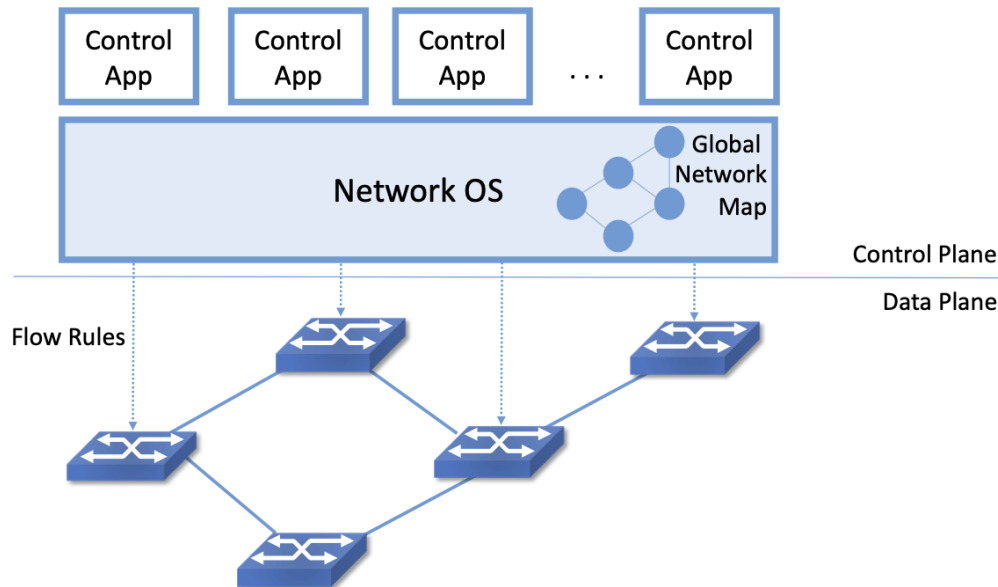 Control
App
Control
App
Control
App
. . .
Control
App
Network OS
Global
Network
Map
Control Plane
Data Plane
Flow Rules